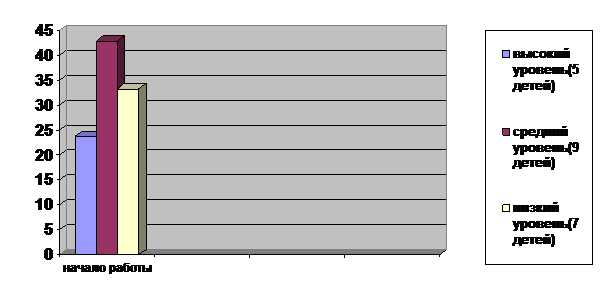 45
40
35
30
25
20
15
10
5
0
начало работы
высокий
уровень(5
детей)
средний
уровень(9
детей)
низкий
уровень(7
детей)